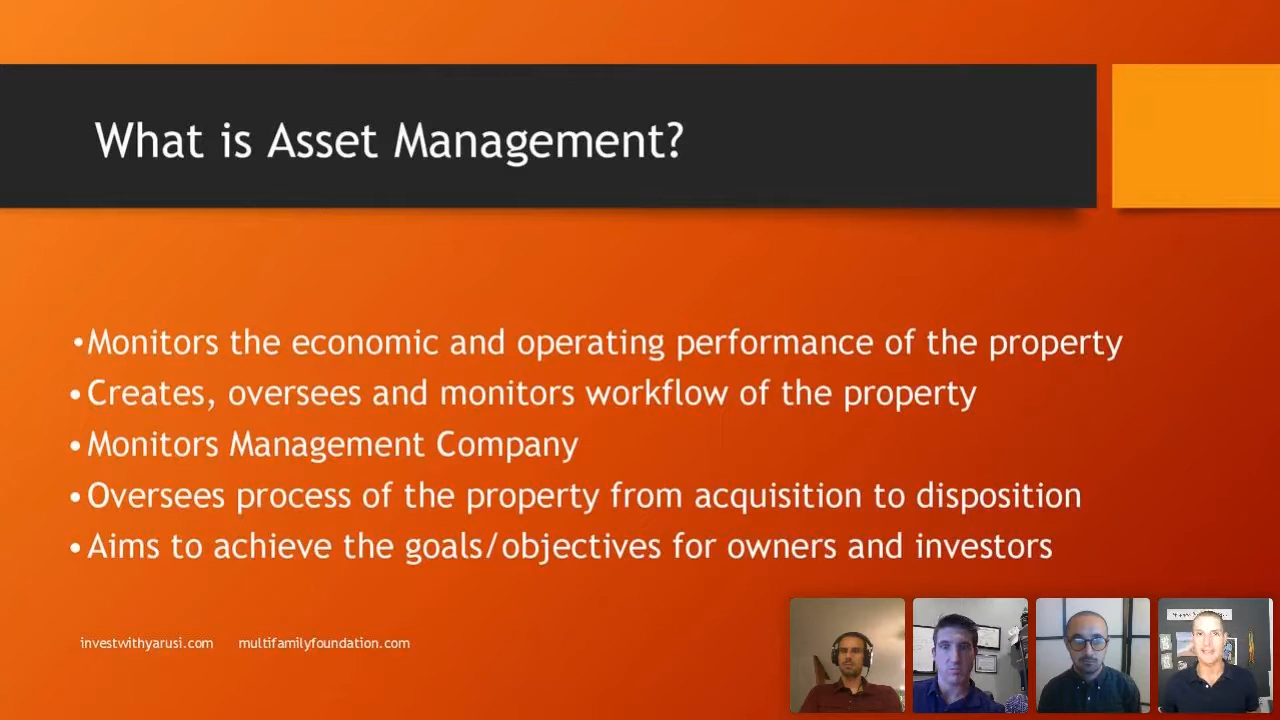 What is Asset Management?
•Monitors the economic and operating performance of the property
•Creates, oversees and monitors workflow of the property
•Monitors Management Company
•Oversees process of the property from acquisition to disposition
•Aims to achieve the goals/objectives for owners and investors
investwithyarusi.com multifamilyfoundation.com